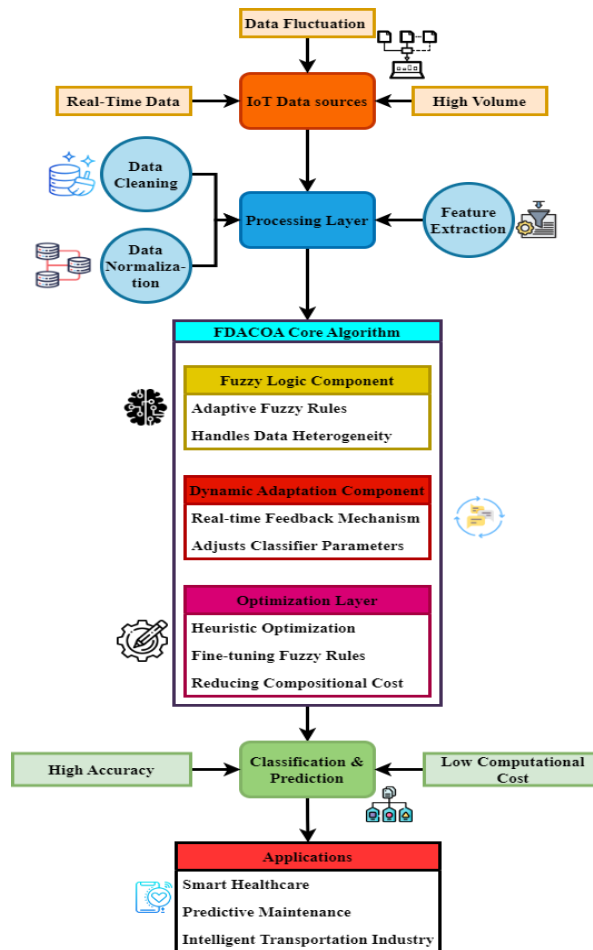 Data Fluctuation
Real-Time Data
IoT Data sources
High Volume
Data
Cleaning
Data
Normaliza-
tion
Processing Layer
Feature
Extraction
FDACOA Core Algorithm
Fuzzy Logic Component
Adaptive Fuzzy Rules
Handles Data Heterogeneity
Dynamic Adaptation Component
Real-time Feedback Mechanism
Adjusts Classifier Parameters
Optimization Layer
Heuristic Optimization
Fine-tuning Fuzzy Rules
Reducing Compositional Cost
High Accuracy
Classification &
Prediction
Low Computational
Cost
Applications
Smart Healthcare
Predictive Maintenance
Intelligent Transportation Industry